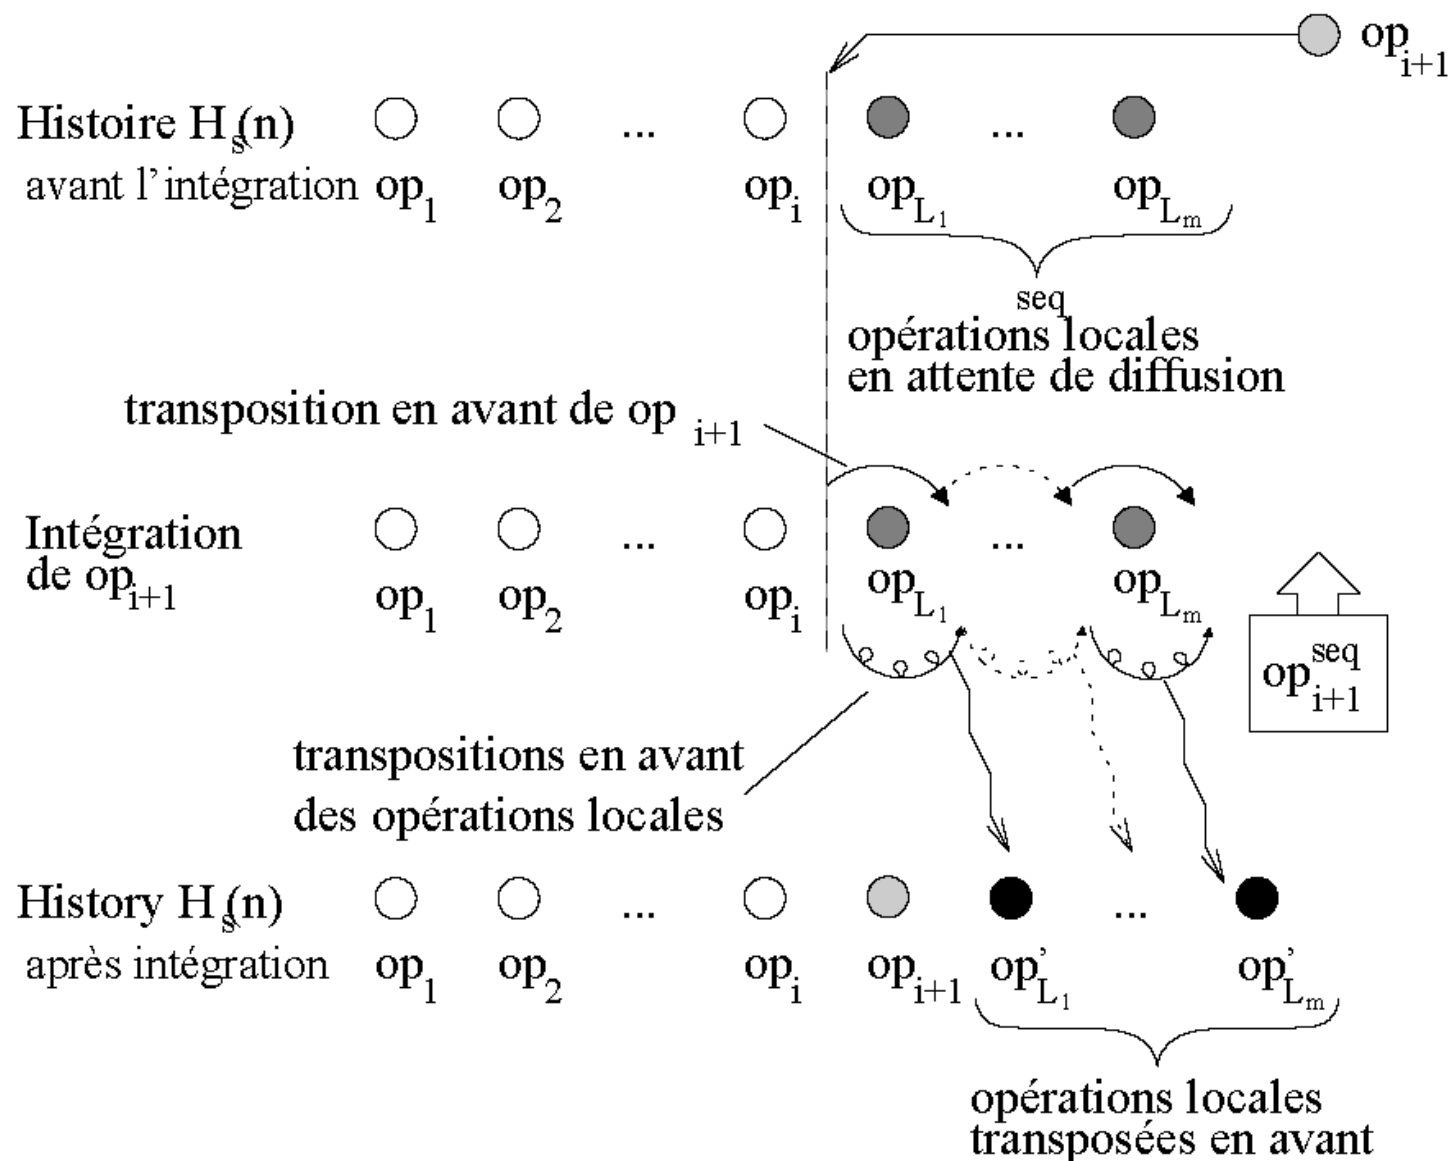 op_{i+1}
Histoire H_s(n)
avant l'intégration op_1 op_2 ... op_i op_{L_1} ... op_{L_m}
seq
opérations locales
en attente de diffusion
transposition en avant de op_{i+1}
Intégration
de op_{i+1}
... ...
op_1 op_2 op_i op_{L_1} op_{L_m}
op_{i+1}^{seq}
transpositions en avant
des opérations locales
History H_s(n)
... ...
après intégration op_1 op_2 op_i op_{i+1} op'_{L_1} op'_{L_m}
opérations locales
transposées en avant